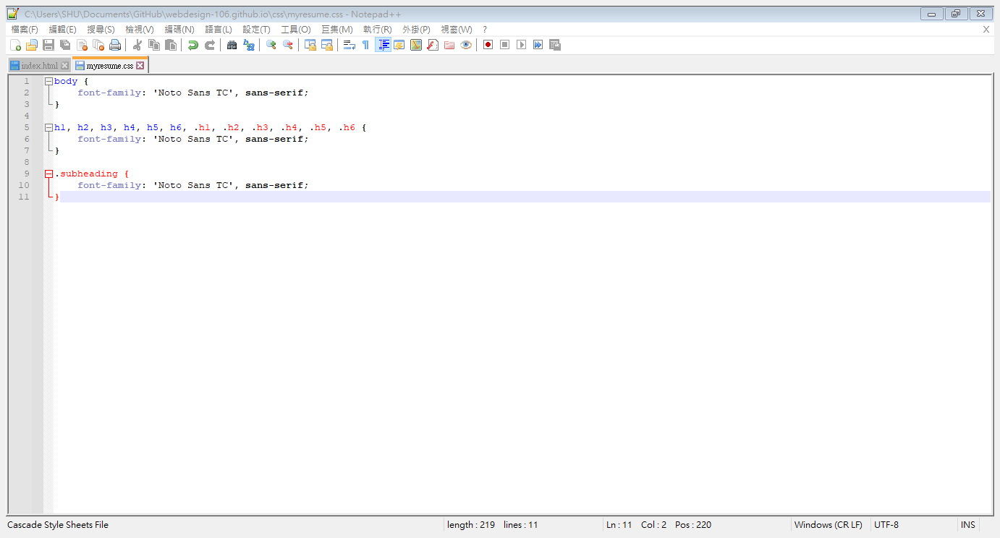 C:\Users\SHU\Documents\GitHub\webdesign-106.github.io\css\myresume.css - Notepad++
檔案(F) 編輯(E) 搜尋(S) 檢視(V) 編碼(N) 語言(L) 設定(T) 工具(O) 巨集(M) 執行(R) 外掛(P) 視窗(W) ? X
index.html myresume.css
1 body {
2 font-family: 'Noto Sans TC', sans-serif;
3 }
4
5 h1, h2, h3, h4, h5, h6, .h1, .h2, .h3, .h4, .h5, .h6 {
6 font-family: 'Noto Sans TC', sans-serif;
7 }
8
9 .subheading {
10 font-family: 'Noto Sans TC', sans-serif;
11 }
Cascade Style Sheets File length : 219 lines : 11 Ln : 11 Col : 2 Pos : 220 Windows (CR LF) UTF-8 INS